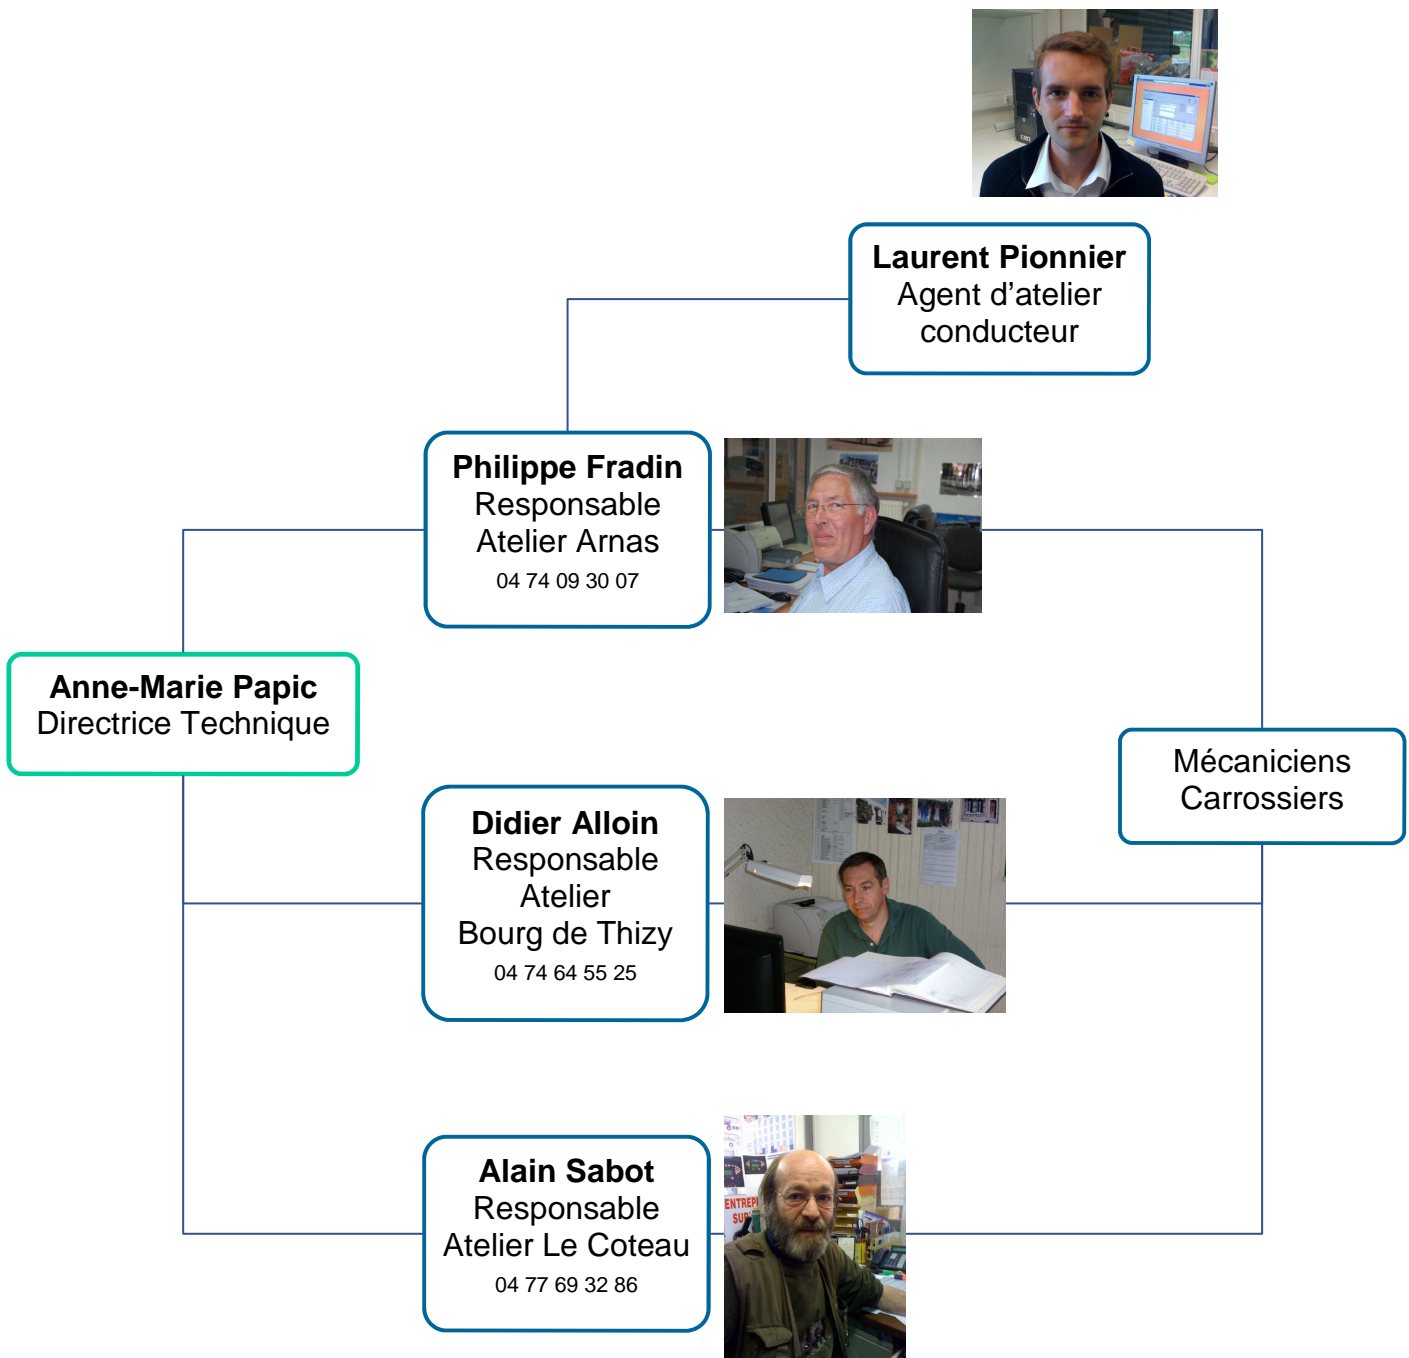 Laurent Pionnier
Agent d’atelier
conducteur
Philippe Fradin
Responsable
Atelier Arnas
04 74 09 30 07
Anne-Marie Papic
Directrice Technique
Mécaniciens
Carrossiers
Didier Alloin
Responsable
Atelier
Bourg de Thizy
04 74 64 55 25
Alain Sabot
Responsable
Atelier Le Coteau
04 77 69 32 86